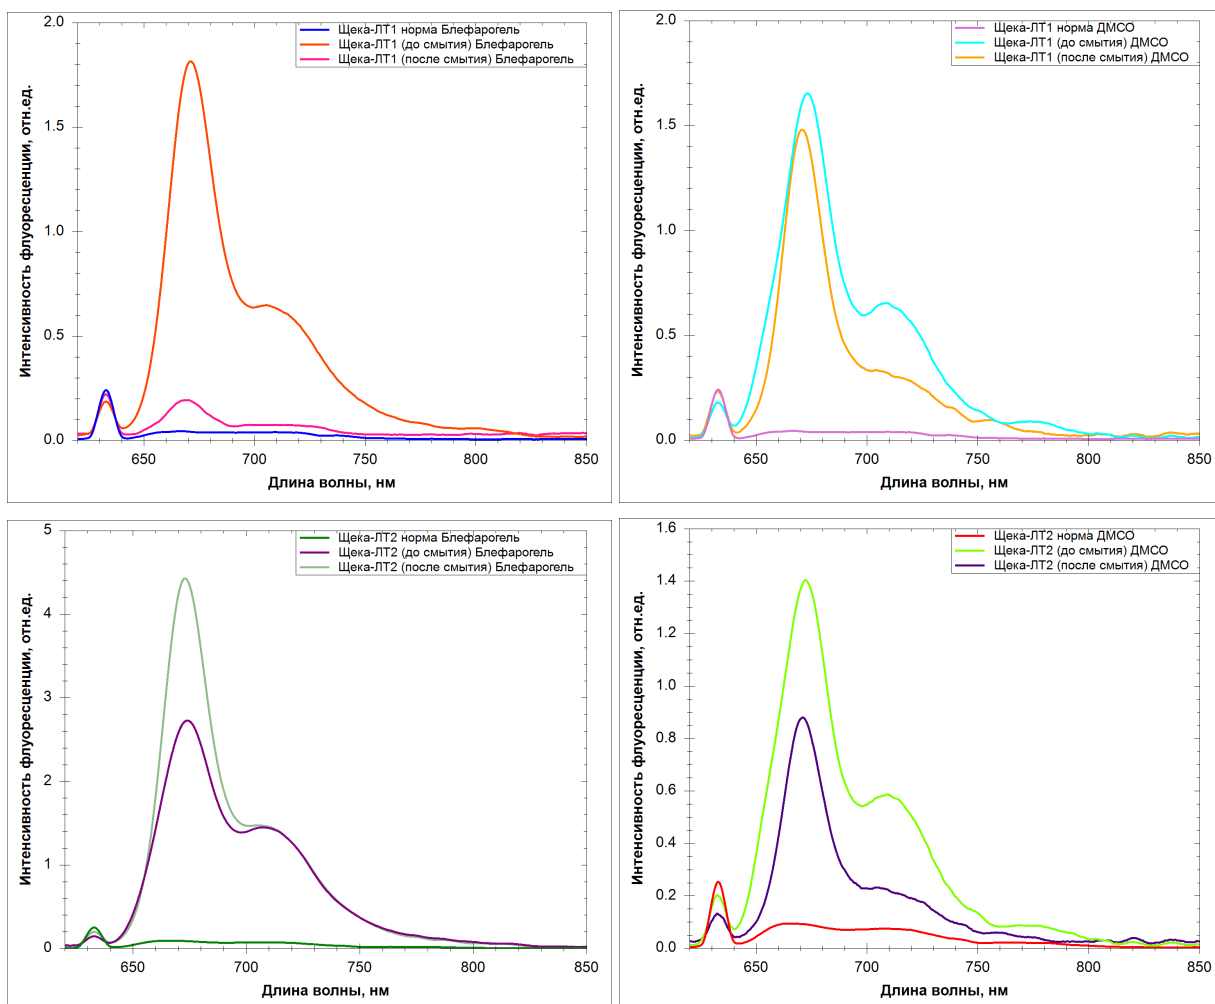 Щека-ЛТ1 норма Блефарогель
Щека-ЛТ1 (до смытия) Блефарогель
Щека-ЛТ1 (после смытия) Блефарогель
Интенсивность флуоресценции, отн.ед.
2.0
1.5
1.0
0.5
0.0
650
700
750
800
850
Длина волны, нм
Щека-ЛТ1 норма ДМСО
Щека-ЛТ1 (до смытия) ДМСО
Щека-ЛТ1 (после смытия) ДМСО
Интенсивность флуоресценции, отн.ед.
2.0
1.5
1.0
0.5
0.0
650
700
750
800
850
Длина волны, нм
Щека-ЛТ2 норма Блефарогель
Щека-ЛТ2 (до смытия) Блефарогель
Щека-ЛТ2 (после смытия) Блефарогель
Интенсивность флуоресценции, отн.ед.
5
4
3
2
1
0
650
700
750
800
850
Длина волны, нм
Щека-ЛТ2 норма ДМСО
Щека-ЛТ2 (до смытия) ДМСО
Щека-ЛТ2 (после смытия) ДМСО
Интенсивность флуоресценции, отн.ед.
1.6
1.4
1.2
1.0
0.8
0.6
0.4
0.2
0.0
650
700
750
800
850
Длина волны, нм